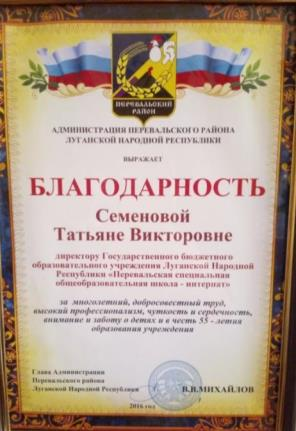 ПЕРЕВАЛЬСКИЙ
РАЙОН
АДМИНИСТРАЦИЯ ПЕРЕВАЛЬСКОГО РАЙОНА
ЛУГАНСКОЙ НАРОДНОЙ РЕСПУБЛИКИ
ВЫРАЖАЕТ
БЛАГОДАРНОСТЬ
Семеновой
Татьяне Викторовне
директору Государственного бюджетного
образовательного учреждения Луганской Народной
Республики «Перевальская специальная
общеобразовательная школа - интернат»
за многолетний, добросовестный труд,
высокий профессионализм, чуткость и сердечность,
внимание и заботу о детях и в честь 55 - летия
образования учреждения
Глава Администрации
Перевальского района
Луганской Народной Республики
В.В.МИХАЙЛОВ
2016 год